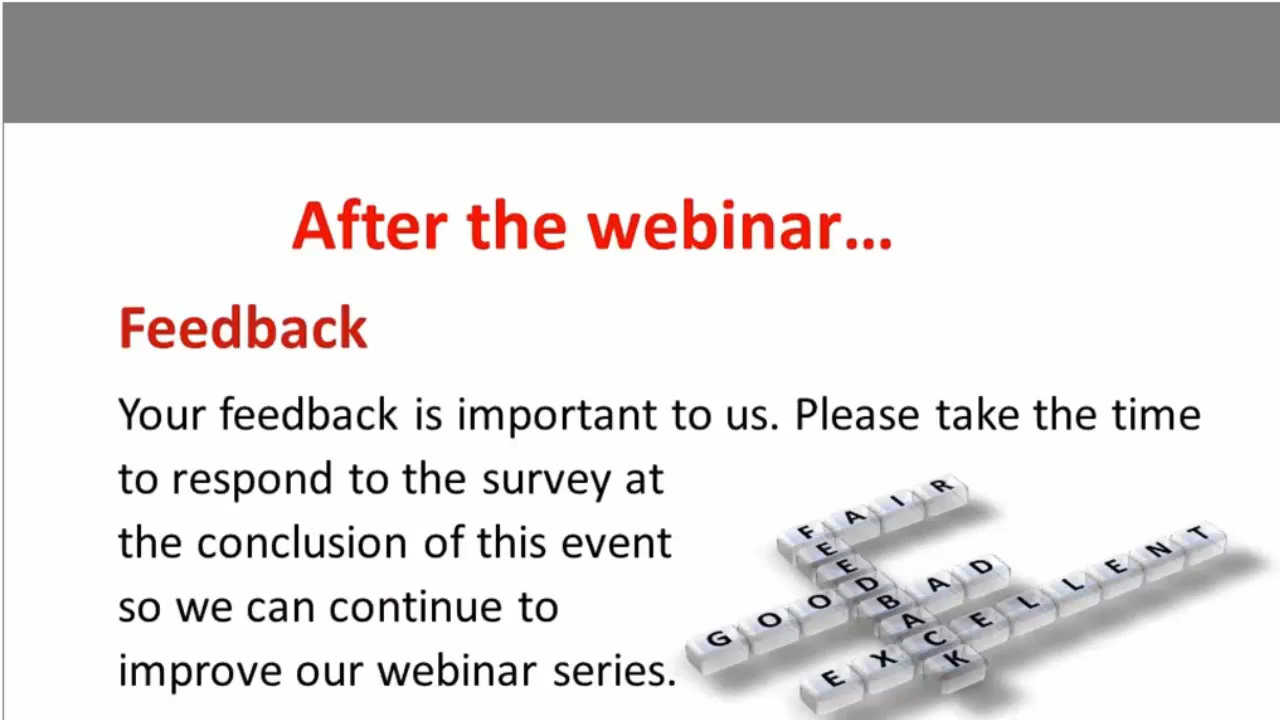 After the webinar...
Feedback
Your feedback is important to us. Please take the time
to respond to the survey at
the conclusion of this event
so we can continue to
improve our webinar series.
FAIR
FEEDBACK
GOOD
BAD
EXCELLENT